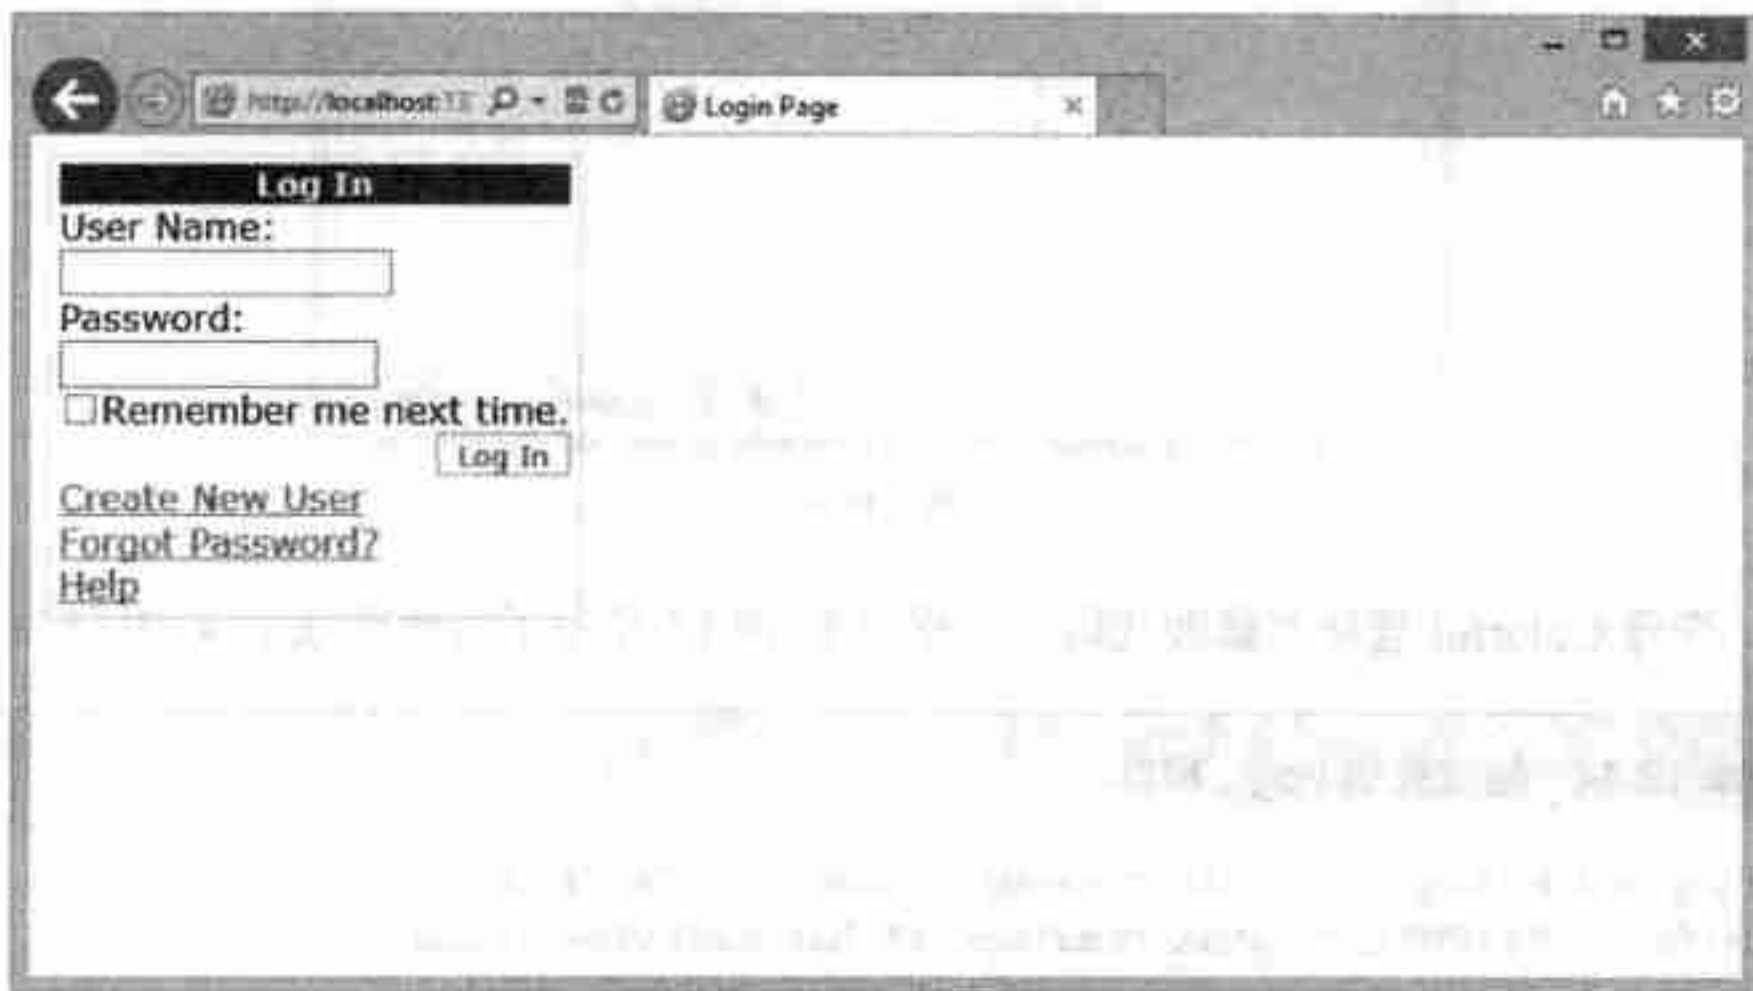 http://localhost:
Login Page
Log In
User Name:
Password:
Remember me next time.
Log In
Create New User
Forgot Password?
Help